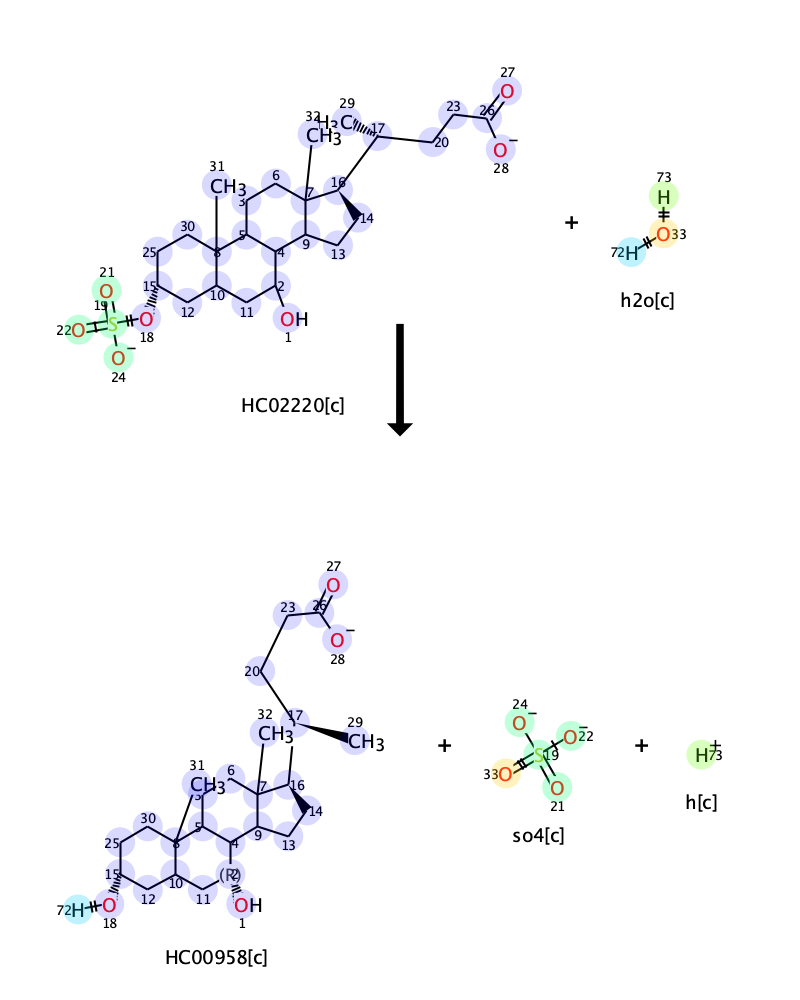 27
O
29
H3C
32
CH3
17
23
26
20
O−
28
31
CH3
6
3
7
16
14
73
H
+
O 33
72 H
h2o[c]
30
5
25
8
4
9
13
21
O
15
10
2
19
22 O
S
O
12
11
OH
18
1
O−
24
HC02220[c]
27
O
23
26
O−
28
20
17
32
CH3
29
CH3
24
O−
O− 22
+
S 19
+
H+ 73
33 O
O
21
h[c]
so4[c]
31
CH3
6
3
7
16
14
30
5
25
8
4
9
13
15
10
(R)
2
12
11
72 H
O
18
OH
1
HC00958[c]